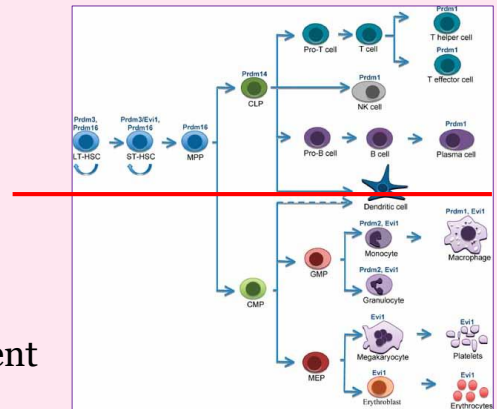 Prdm1
T helper cell
Pro-T cell
T cell
Prdm1
T effector cell
Prdm14
CLP
Prdm1
NK cell
Prdm3,
Prdm16
LT-HSC
Prdm3/Evi1,
Prdm16
ST-HSC
Prdm16
MPP
Pro-B cell
B cell
Prdm1
Plasma cell
Dendritic cell
Prdm2, Evi1
Monocyte
Prdm1, Evi1
Macrophage
GMP
Prdm2, Evi1
Granulocyte
CMP
ent
Evi1
Megakaryocyte
Evi1
Platelets
MEP
Evi1
Erythroblast
Evi1
Erythrocytes